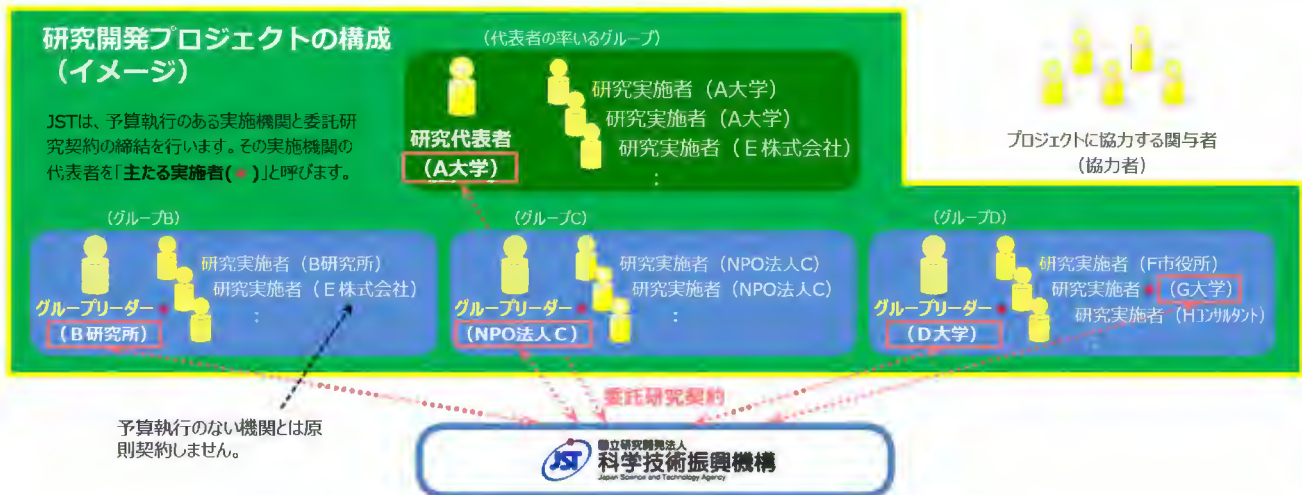 研究開発プロジェクトの構成
（イメージ）
JSTは、予算執行のある実施機関と委託研
究契約の締結を行います。その実施機関の
代表者を「主たる実施者(＊)」と呼びます。
（代表者の率いるグループ）
研究代表者
（A大学）
研究実施者（A大学）
研究実施者（A大学）
研究実施者（E株式会社）
：
プロジェクトに協力する関与者
（協力者）
（グループB）
グループリーダー＊
（B研究所）
研究実施者（B研究所）
研究実施者（E株式会社）
：
（グループC）
グループリーダー＊
（NPO法人C）
研究実施者（NPO法人C）
研究実施者（NPO法人C）
：
（グループD）
グループリーダー＊
（D大学）
研究実施者（F市役所）
研究実施者＊（G大学）
研究実施者（Hコンサルタント）
：
委託研究契約
予算執行のない機関とは原
則契約しません。
JST
国立研究開発法人
科学技術振興機構
Japan Science and Technology Agency